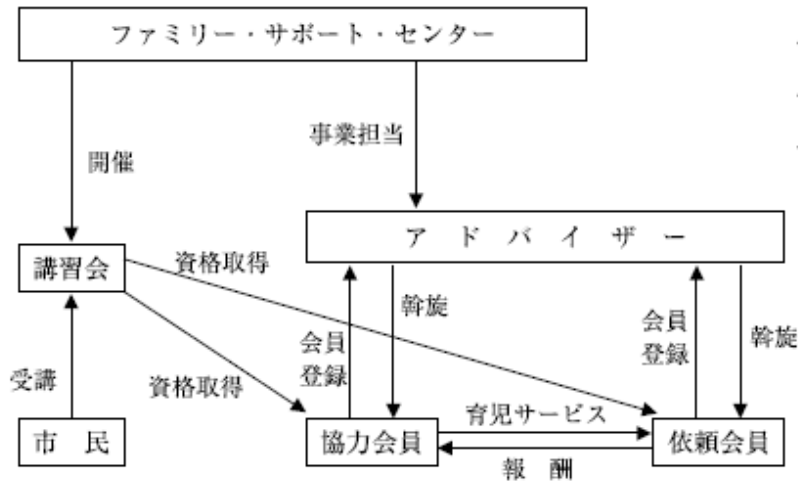 ファミリー・サポート・センター
事業担当
開催
アドバイザー
講習会
資格取得
斡旋
会員
登録
会員
登録
斡旋
受講
資格取得
育児サービス
市民
協力会員
依頼会員
報酬